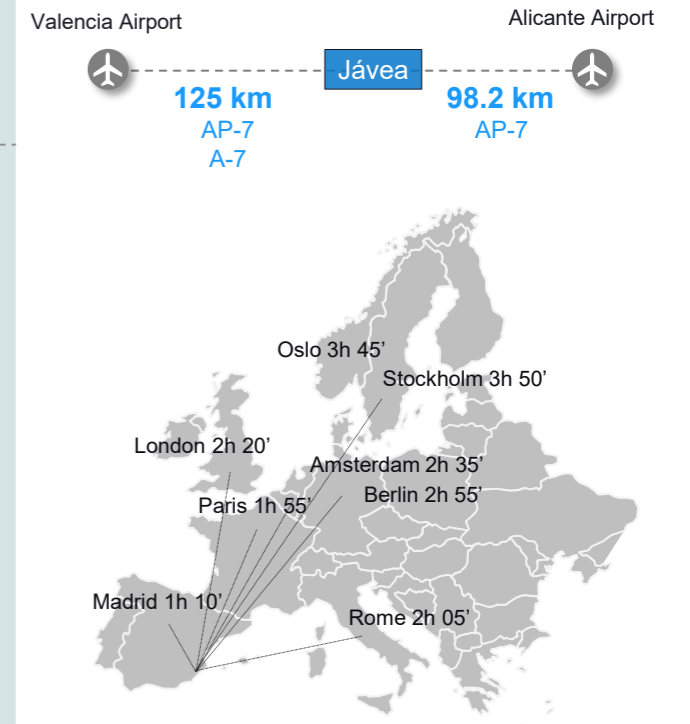 Valencia Airport
Alicante Airport
Jávea
125 km
98.2 km
AP-7
AP-7
A-7
Oslo 3h 45’
Stockholm 3h 50’
London 2h 20’
Amsterdam 2h 35’
Berlin 2h 55’
Paris 1h 55’
Madrid 1h 10’
Rome 2h 05’